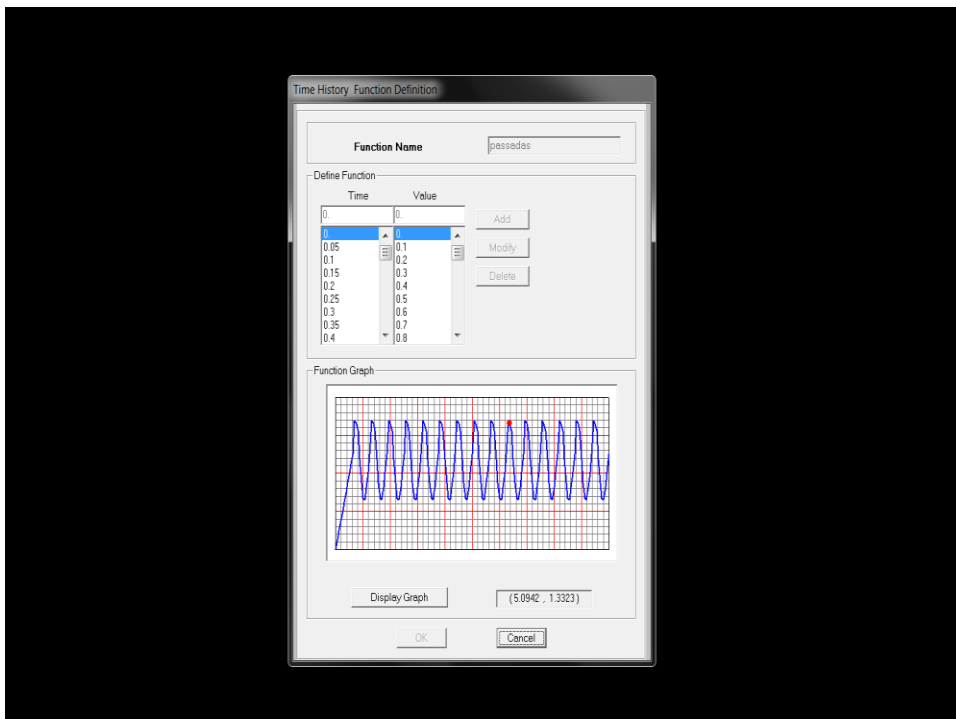 Time History Function Definition
Function Name passadas
Define Function
Time Value
0. 0. Add
0. 0.
0.05 0.1 Modify
0.1 0.2
0.15 0.3 Delete
0.2 0.4
0.25 0.5
0.3 0.6
0.35 0.7
0.4 0.8
Function Graph
Display Graph (5.0942 , 1.3323)
OK Cancel